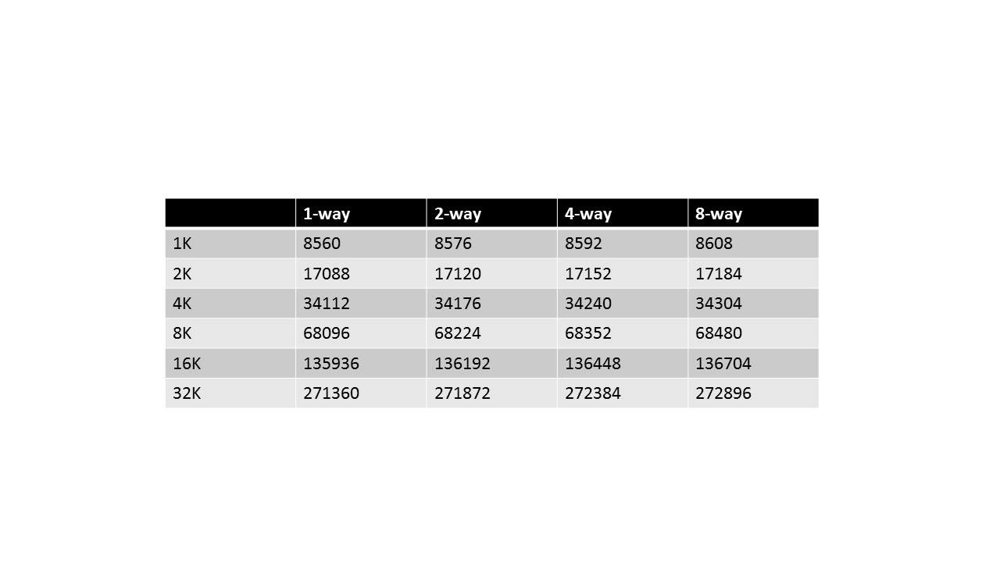 1-way 2-way 4-way 8-way
1K 8560 8576 8592 8608
2K 17088 17120 17152 17184
4K 34112 34176 34240 34304
8K 68096 68224 68352 68480
16K 135936 136192 136448 136704
32K 271360 271872 272384 272896